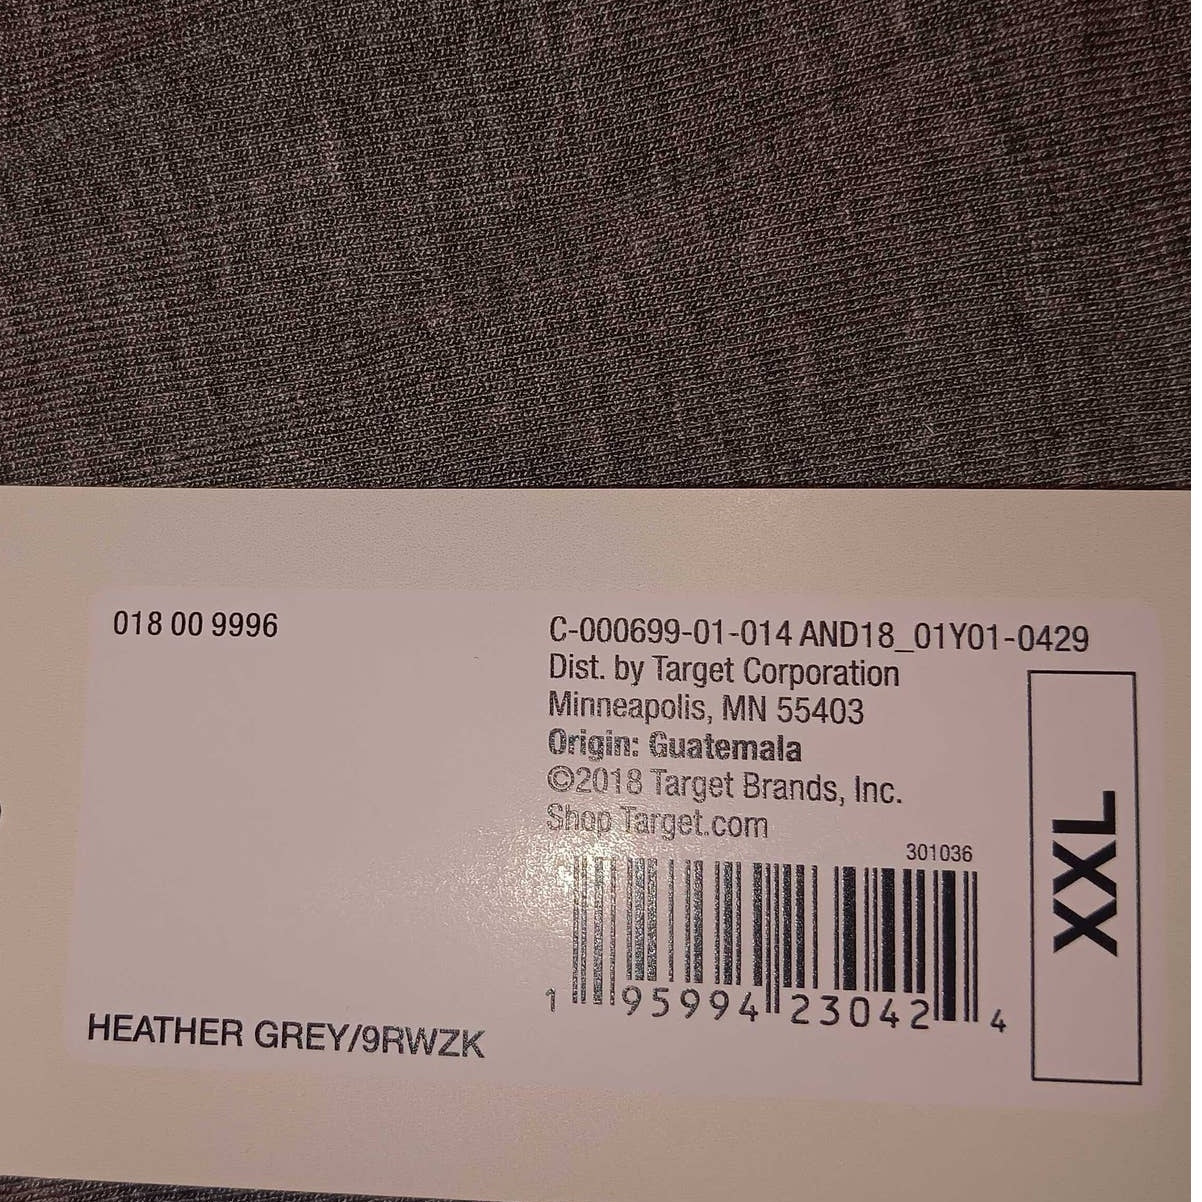 018 00 9996
C-000699-01-014 AND18_01Y01-0429
Dist. by Target Corporation
Minneapolis, MN 55403
Origin: Guatemala
©2018 Target Brands, Inc.
Shop Target.com
301036
1 95994 23042 4
XXL
HEATHER GREY/9RWZK